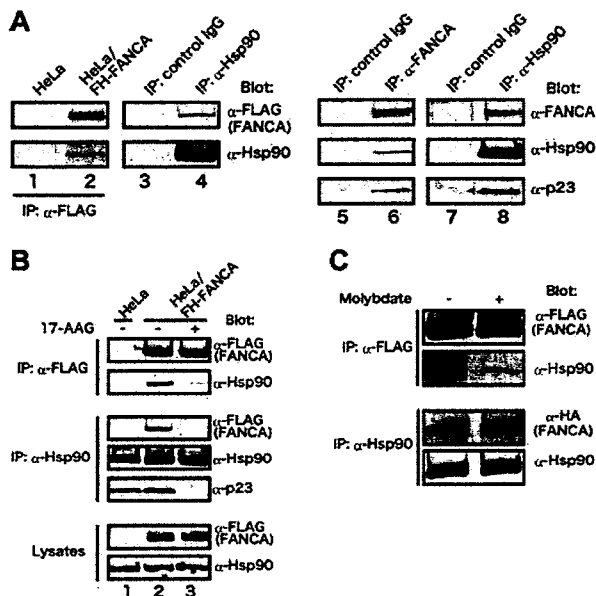 A
HeLa
HeLa/
FH-FANCA
IP: control IgG
IP: α-Hsp90
Blot:
α-FLAG
(FANCA)
α-Hsp90
1 2 3 4
IP: α-FLAG
IP: control IgG
IP: α-FANCA
IP: control IgG
IP: α-Hsp90
Blot:
α-FANCA
α-Hsp90
α-p23
5 6 7 8
B
HeLa
HeLa/
FH-FANCA
Blot:
17-AAG - - +
IP: α-FLAG
α-FLAG
(FANCA)
α-Hsp90
IP: α-Hsp90
α-FLAG
(FANCA)
α-Hsp90
α-p23
Lysates
α-FLAG
(FANCA)
α-Hsp90
1 2 3
C
Blot:
Molybdate - +
IP: α-FLAG
α-FLAG
(FANCA)
α-Hsp90
IP: α-Hsp90
α-HA
(FANCA)
α-Hsp90